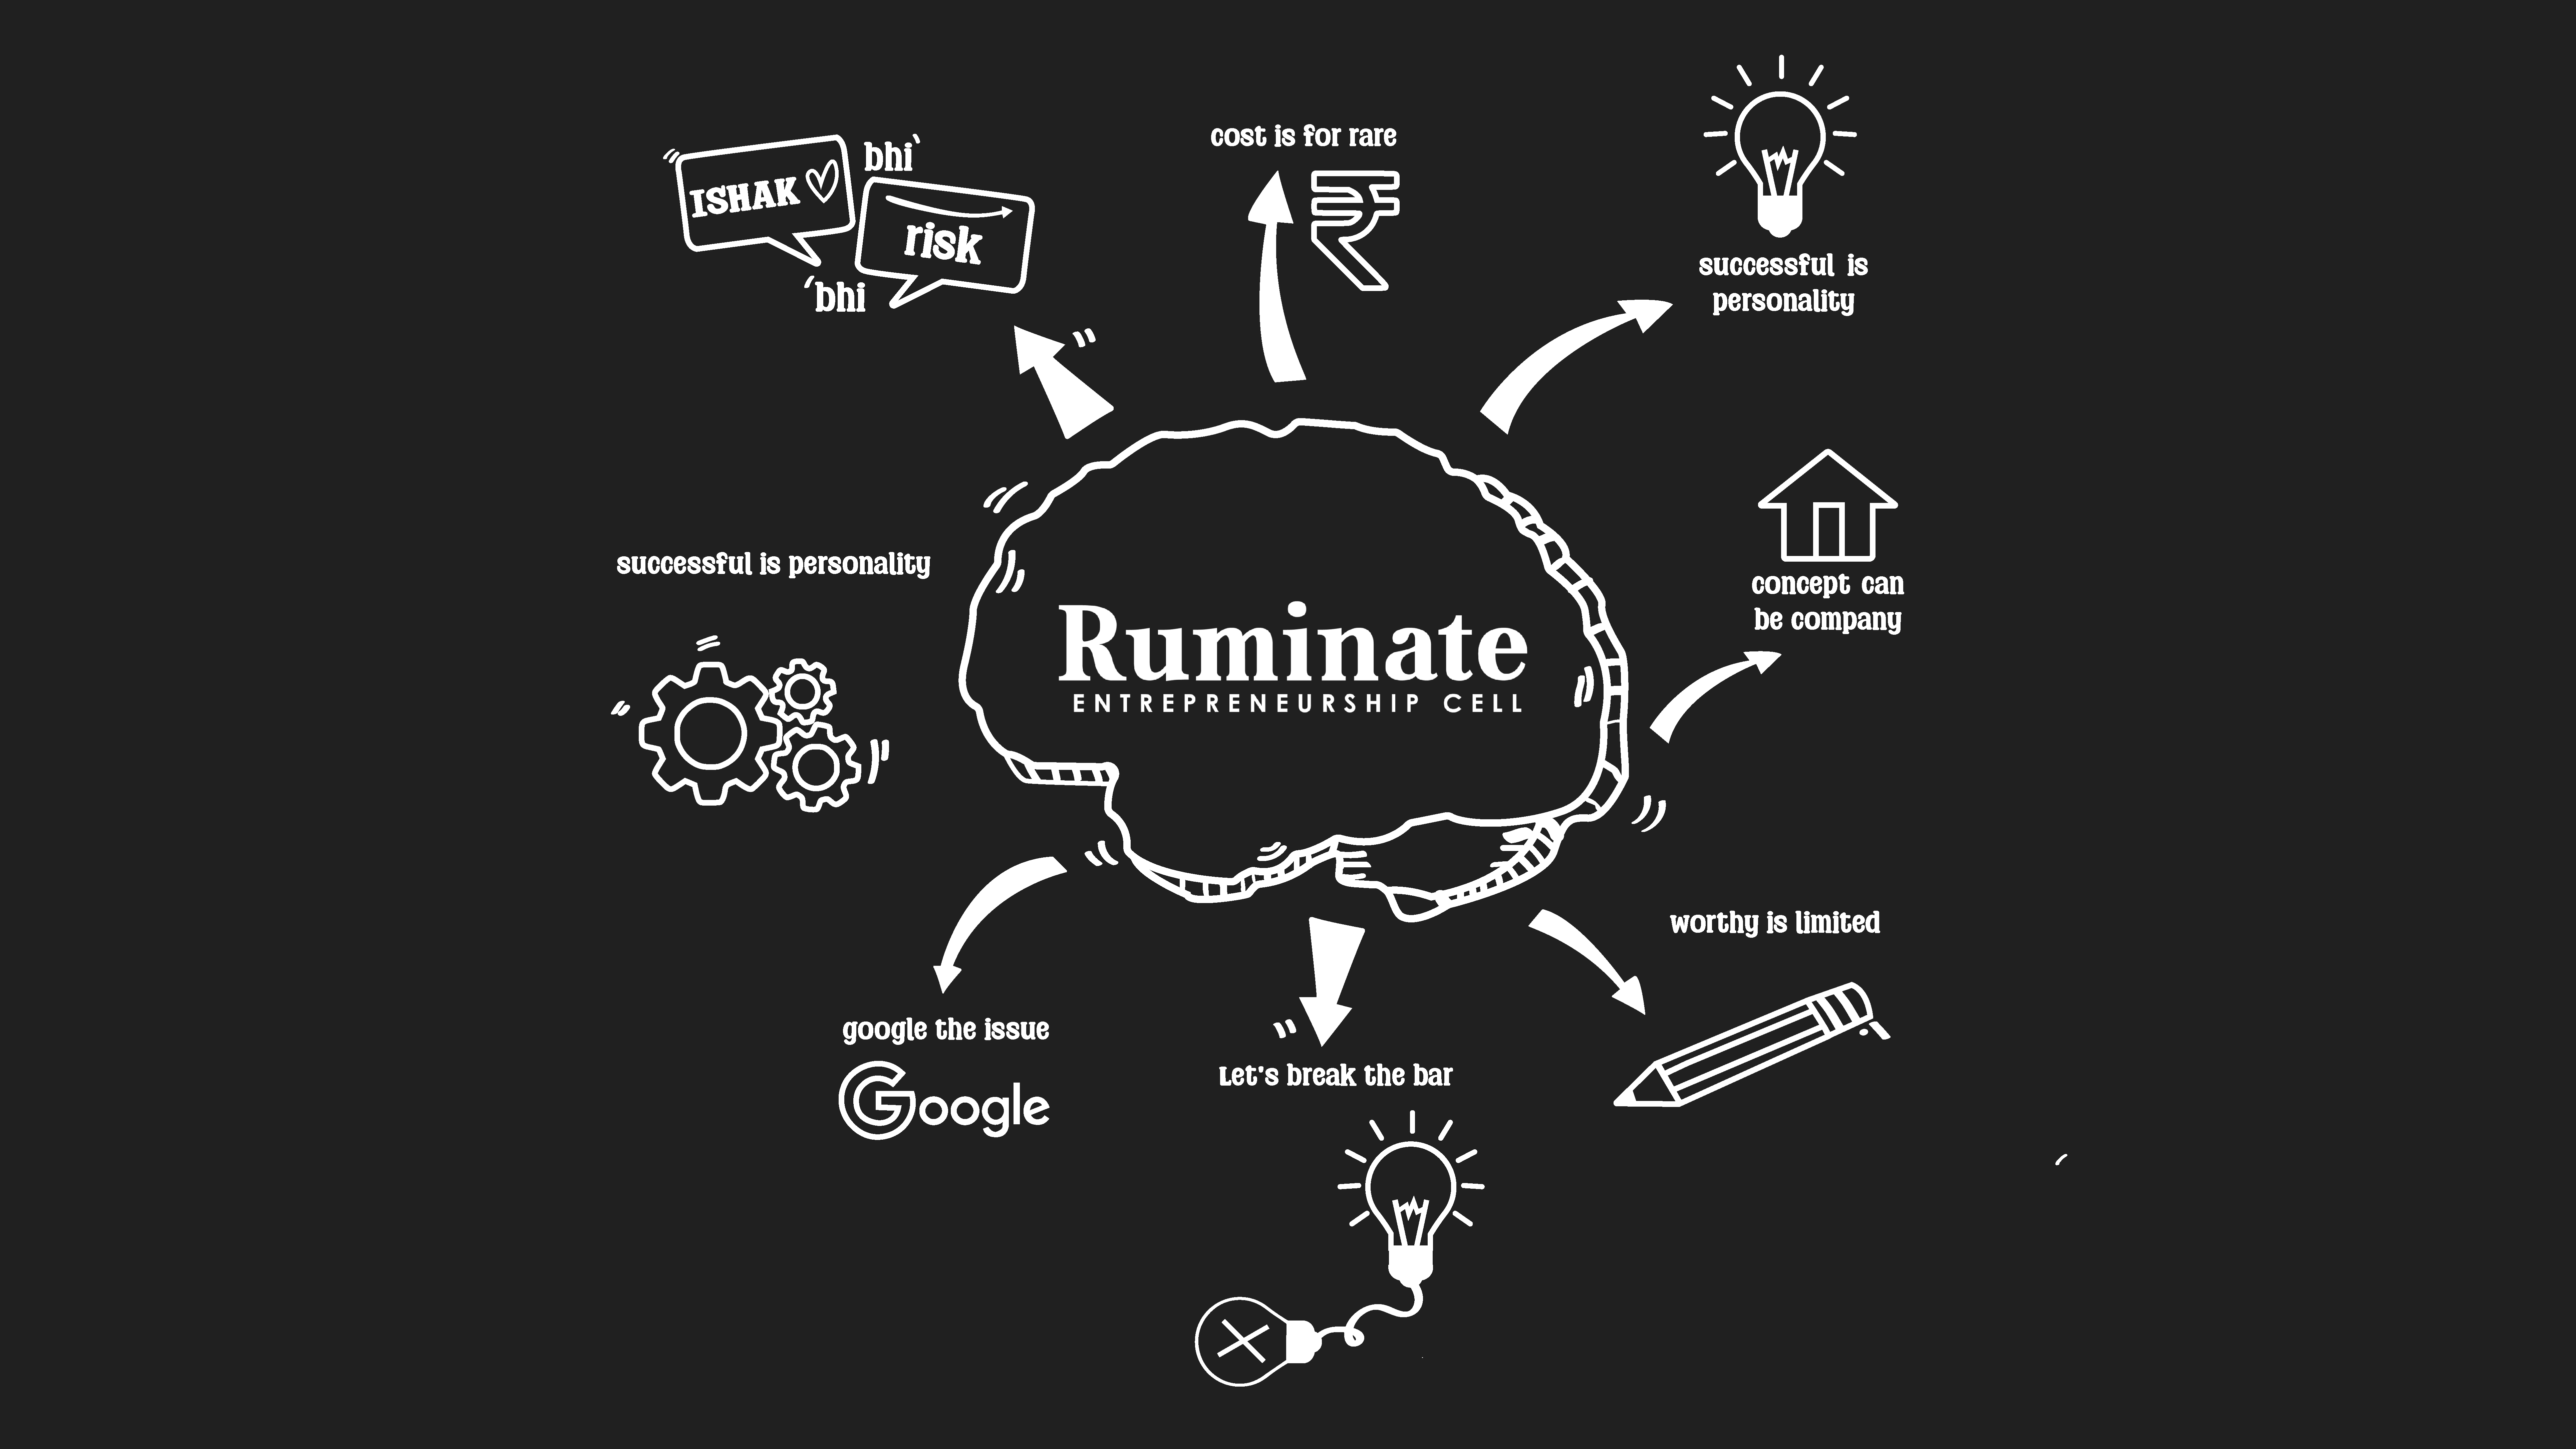 ISHAK
bhi
risk
bhi
cost is for rare
successful is
personality
successful is personality
Ruminate
ENTREPRENEURSHIP CELL
concept can
be company
worthy is limited
google the issue
Google
Let's break the bar